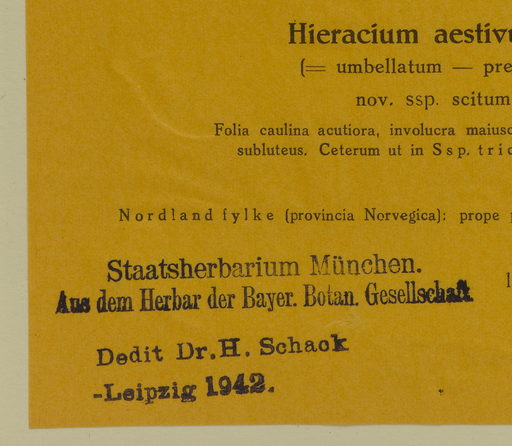 Hieracium aestiv
(= umbellatum — pre
nov. ssp. scitum
Folia caulina acutiora, involucra maius
subluteus. Ceterum ut in Ssp. tri
Nordland fylke (provincia Norvegica): prope
Staatsherbarium München.
Aus dem Herbar der Bayer. Botan. Gesellschaft
Dedit Dr. H. Schack
-Leipzig 1942.